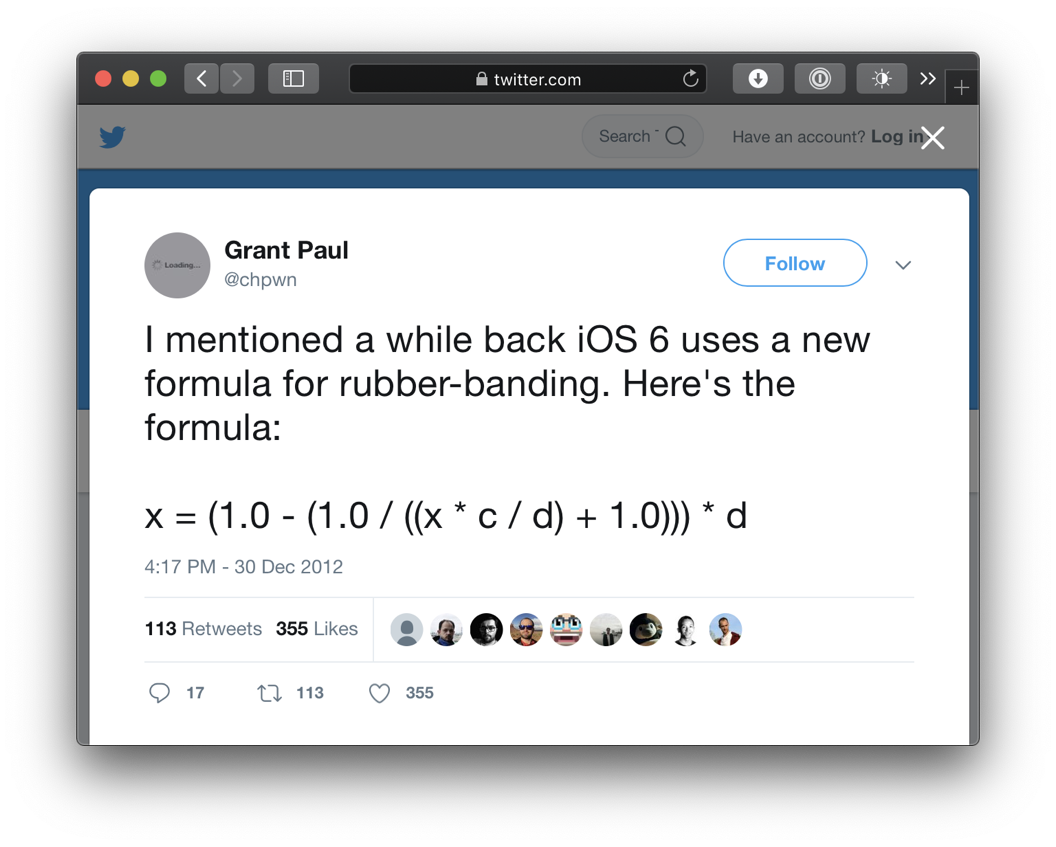 twitter.com
Search
Have an account? Log in
Loading...
Grant Paul
@chpwn
Follow
I mentioned a while back iOS 6 uses a new
formula for rubber-banding. Here's the
formula:
x = (1.0 - (1.0 / ((x * c / d) + 1.0))) * d
4:17 PM - 30 Dec 2012
113 Retweets 355 Likes
17 113 355